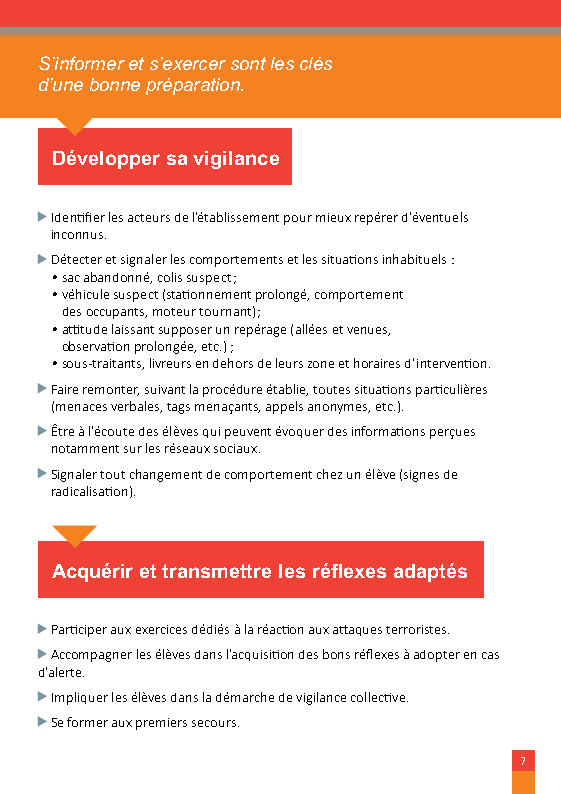 S'informer et s'exercer sont les clés
d'une bonne préparation.
Développer sa vigilance
Identifier les acteurs de l'établissement pour mieux repérer d'éventuels
inconnus.
Détecter et signaler les comportements et les situations inhabituels :
• sac abandonné, colis suspect;
• véhicule suspect (stationnement prolongé, comportement
des occupants, moteur tournant);
• attitude laissant supposer un repérage (allées et venues,
observation prolongée, etc.) ;
• sous-traitants, livreurs en dehors de leurs zone et horaires d'intervention.
Faire remonter, suivant la procédure établie, toutes situations particulières
(menaces verbales, tags menaçants, appels anonymes, etc.).
Être à l'écoute des élèves qui peuvent évoquer des informations perçues
notamment sur les réseaux sociaux.
Signaler tout changement de comportement chez un élève (signes de
radicalisation).
Acquérir et transmettre les réflexes adaptés
Participer aux exercices dédiés à la réaction aux attaques terroristes.
Accompagner les élèves dans l'acquisition des bons réflexes à adopter en cas
d'alerte.
Impliquer les élèves dans la démarche de vigilance collective.
Se former aux premiers secours.
7